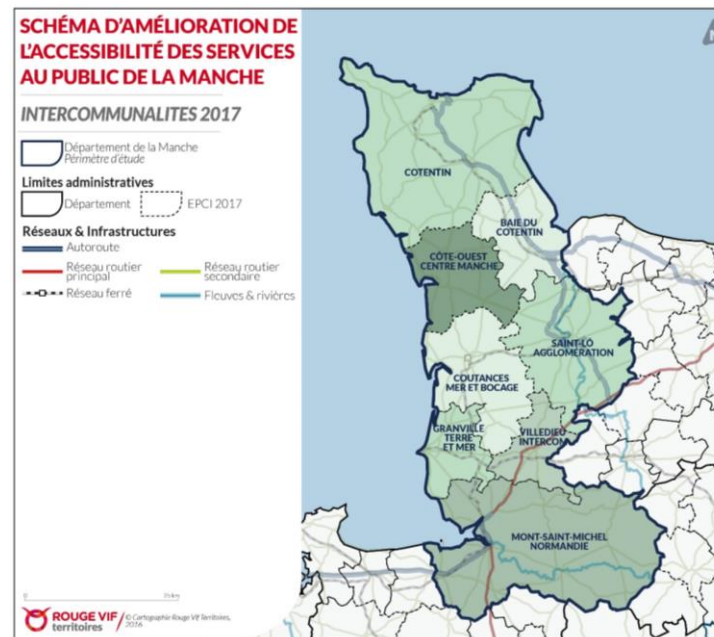 SCHÉMA D'AMÉLIORATION DE
L'ACCESSIBILITÉ DES SERVICES
AU PUBLIC DE LA MANCHE
INTERCOMMUNALITES 2017
Département de la Manche
Périmètre d'étude
Limites administratives
Département
EPCI 2017
Réseaux & Infrastructures
Autoroute
Réseau routier
principal
Réseau routier
secondaire
Réseau ferré
Fleuves & rivières
COTENTIN
BAIE DU
COTENTIN
CÔTE-OUEST
CENTRE MANCHE
SAINT-LÔ
AGGLOMÉRATION
COUTANCES
MER ET BOCAGE
GRANVILLE
TERRE
ET MER
VILLEDIEU
INTERCOM
MONT-SAINT-MICHEL
NORMANDIE
0
ROUGE VIF
territoires
© Cartographie Rouge Vif Territoires,
2016